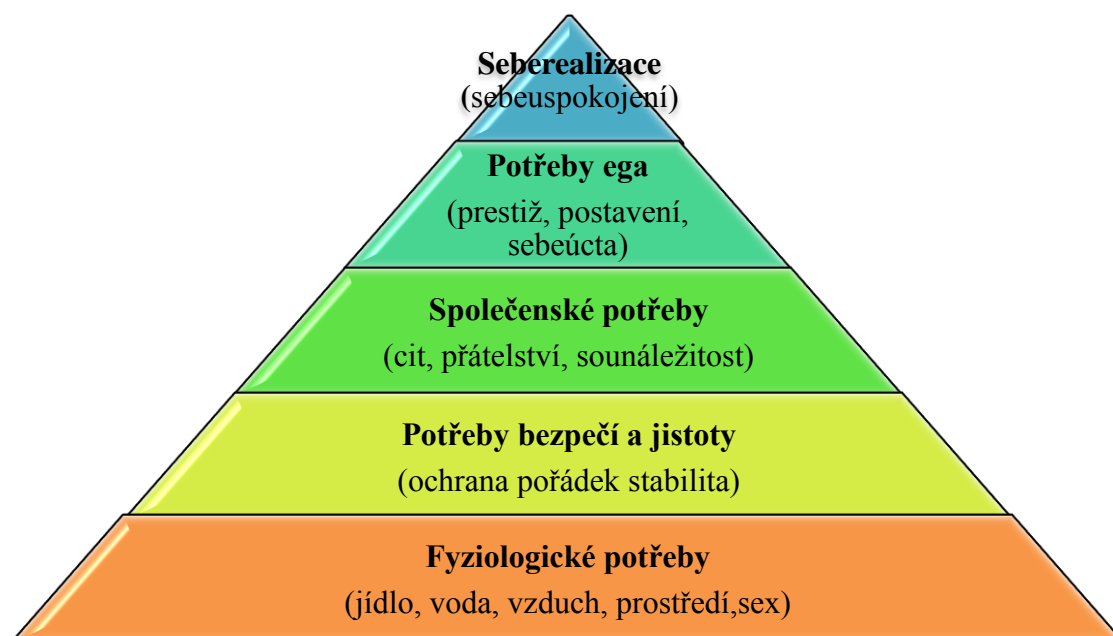 Seberealizace
(sebeuspokojení)
Potřeby ega
(prestiž, postavení,
sebeúcta)
Společenské potřeby
(cit, přátelství, sounáležitost)
Potřeby bezpečí a jistoty
(ochrana pořádek stabilita)
Fyziologické potřeby
(jídlo, voda, vzduch, prostředí,sex)